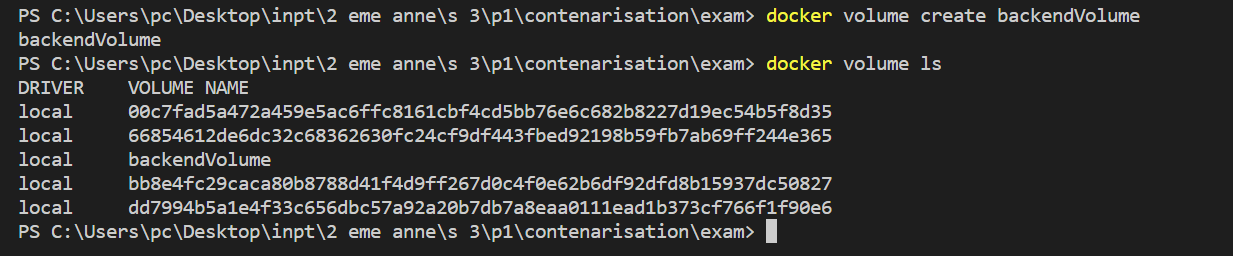 PS C:\Users\pc\Desktop\inpt\2 eme anne\s 3\p1\contenarisation\exam> docker volume create backendVolume
backendVolume
PS C:\Users\pc\Desktop\inpt\2 eme anne\s 3\p1\contenarisation\exam> docker volume ls
DRIVER    VOLUME NAME
local     00c7fad5a472a459e5ac6ffc8161cbf4cd5bb76e6c682b8227d19ec54b5f8d35
local     66854612de6dc32c68362630fc24cf9df443fbed92198b59fb7ab69ff244e365
local     backendVolume
local     bb8e4fc29caca80b8788d41f4d9ff267d0c4f0e62b6df92dfd8b15937dc50827
local     dd7994b5a1e4f33c656dbc57a92a20b7db7a8eaa0111ead1b373cf766f1f90e6
PS C:\Users\pc\Desktop\inpt\2 eme anne\s 3\p1\contenarisation\exam>